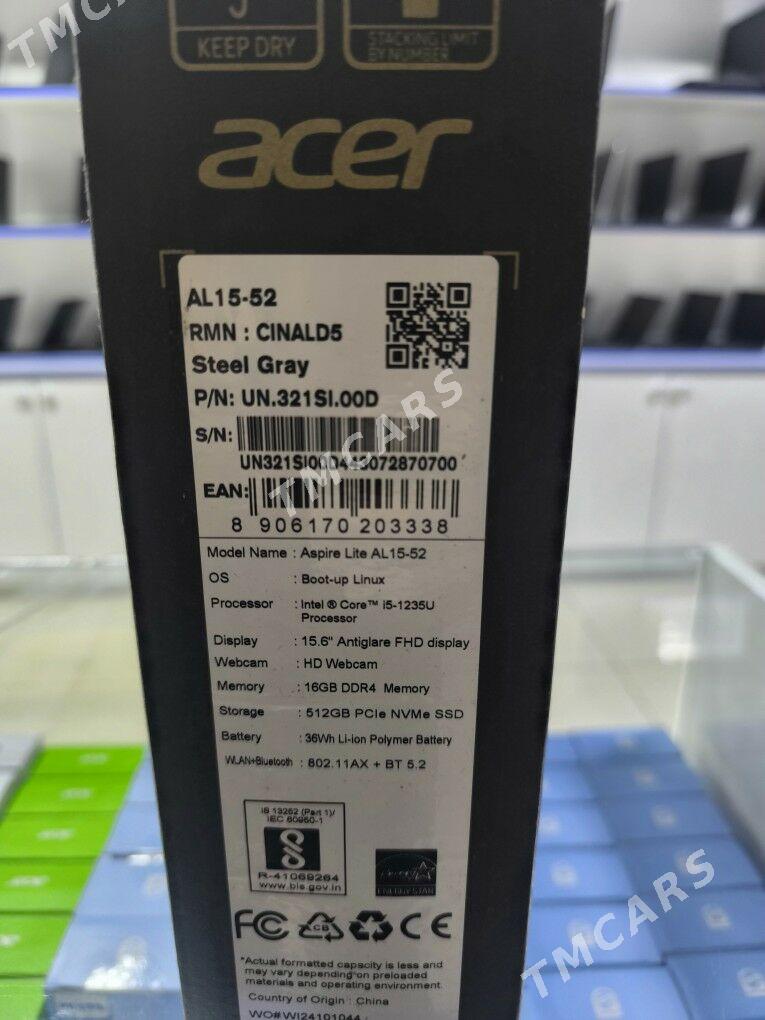 TMCARS
KEEP DRY
STACKING LIMIT
BY NUMBER
acer
AL15-52
RMN : CINALD5
Steel Gray
P/N: UN.321SI.00D
S/N:
EAN:
8 906170 203338
TMCARS
Model Name : Aspire Lite AL15-52
OS : Boot-up Linux
Processor : Intel ® Core™ i5-1235U
Processor
Display : 15.6" Antiglare FHD display
Webcam : HD Webcam
Memory : 16GB DDR4 Memory
Storage : 512GB PCIe NVMe SSD
Battery : 36Wh Li-ion Polymer Battery
WLAN+Bluetooth : 802.11AX + BT 5.2
IS 13252 (Part 1)/
IEC 60950-1
R-41069264
www.bis.gov.in
ENERGY STAR
FC CB CE
*Actual formatted capacity is less and
may vary depending on preloaded
materials and operating environment.
Country of Origin : China
WO# WI24101044
TMCARS